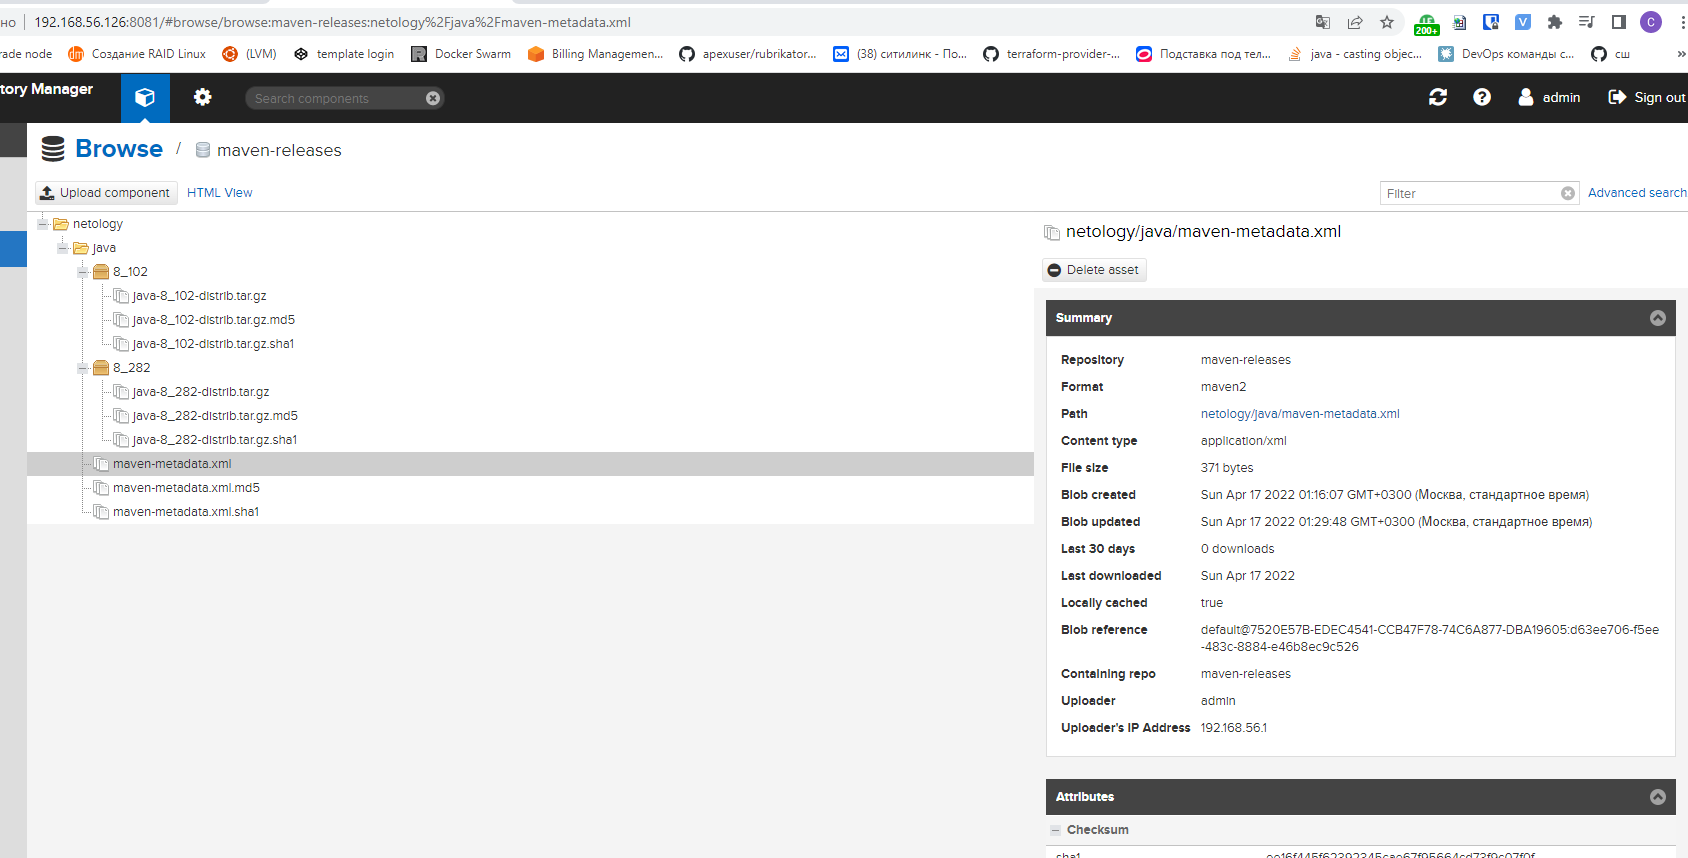 но 192.168.56.126:8081/#browse/browse:maven-releases:netology%2Fjava%2Fmaven-metadata.xml 200+ C
rade node dm Создание RAID Linux (LVM) template login R Docker Swarm Billing Managemen... apexuser/rubrikator... (38) ситилинк - По... terraform-provider-... Подставка под тел... java - casting objec... DevOps команды с... сш »
tory Manager Search components admin Sign out
Browse / maven-releases
Upload component HTML View Filter Advanced search
netology
java
8_102
java-8_102-distrib.tar.gz
java-8_102-distrib.tar.gz.md5
java-8_102-distrib.tar.gz.sha1
8_282
java-8_282-distrib.tar.gz
java-8_282-distrib.tar.gz.md5
java-8_282-distrib.tar.gz.sha1
maven-metadata.xml
maven-metadata.xml.md5
maven-metadata.xml.sha1
netology/java/maven-metadata.xml
Delete asset
Summary
Repository maven-releases
Format maven2
Path netology/java/maven-metadata.xml
Content type application/xml
File size 371 bytes
Blob created Sun Apr 17 2022 01:16:07 GMT+0300 (Москва, стандартное время)
Blob updated Sun Apr 17 2022 01:29:48 GMT+0300 (Москва, стандартное время)
Last 30 days 0 downloads
Last downloaded Sun Apr 17 2022
Locally cached true
Blob reference default@7520E57B-EDEC4541-CCB47F78-74C6A877-DBA19605:d63ee706-f5ee
-483c-8884-e46b8ec9c526
Containing repo maven-releases
Uploader admin
Uploader's IP Address 192.168.56.1
Attributes
Checksum
sha1